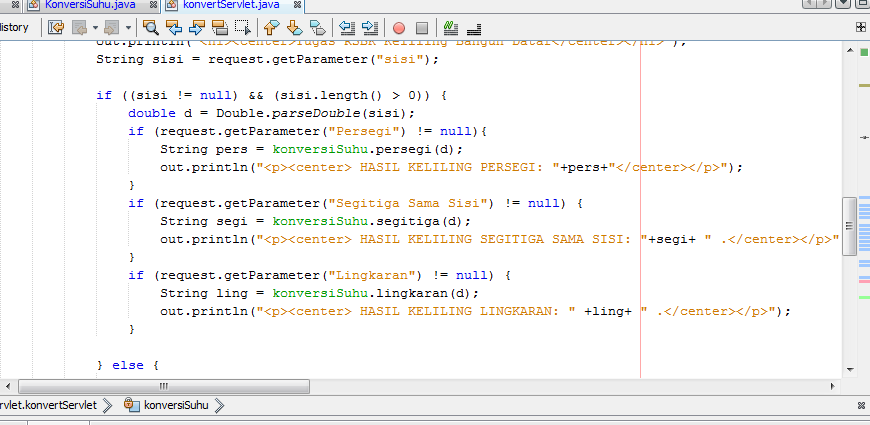 KonversiSuhu.java konvertServlet.java
istory
out.println("<h1><center>Tugas KSBR Keliling Bangun Datar</center></h1>");
String sisi = request.getParameter("sisi");
if ((sisi != null) && (sisi.length() > 0)) {
double d = Double.parseDouble(sisi);
if (request.getParameter("Persegi") != null){
String pers = konversiSuhu.persegi(d);
out.println("<p><center> HASIL KELILING PERSEGI: "+pers+"</center></p>");
}
if (request.getParameter("Segitiga Sama Sisi") != null) {
String segi = konversiSuhu.segitiga(d);
out.println("<p><center> HASIL KELILING SEGITIGA SAMA SISI: "+segi+ " .</center></p>"
}
if (request.getParameter("Lingkaran") != null) {
String ling = konversiSuhu.lingkaran(d);
out.println("<p><center> HASIL KELILING LINGKARAN: " +ling+ " .</center></p>");
}
} else {
rvlet.konvertServlet konversiSuhu